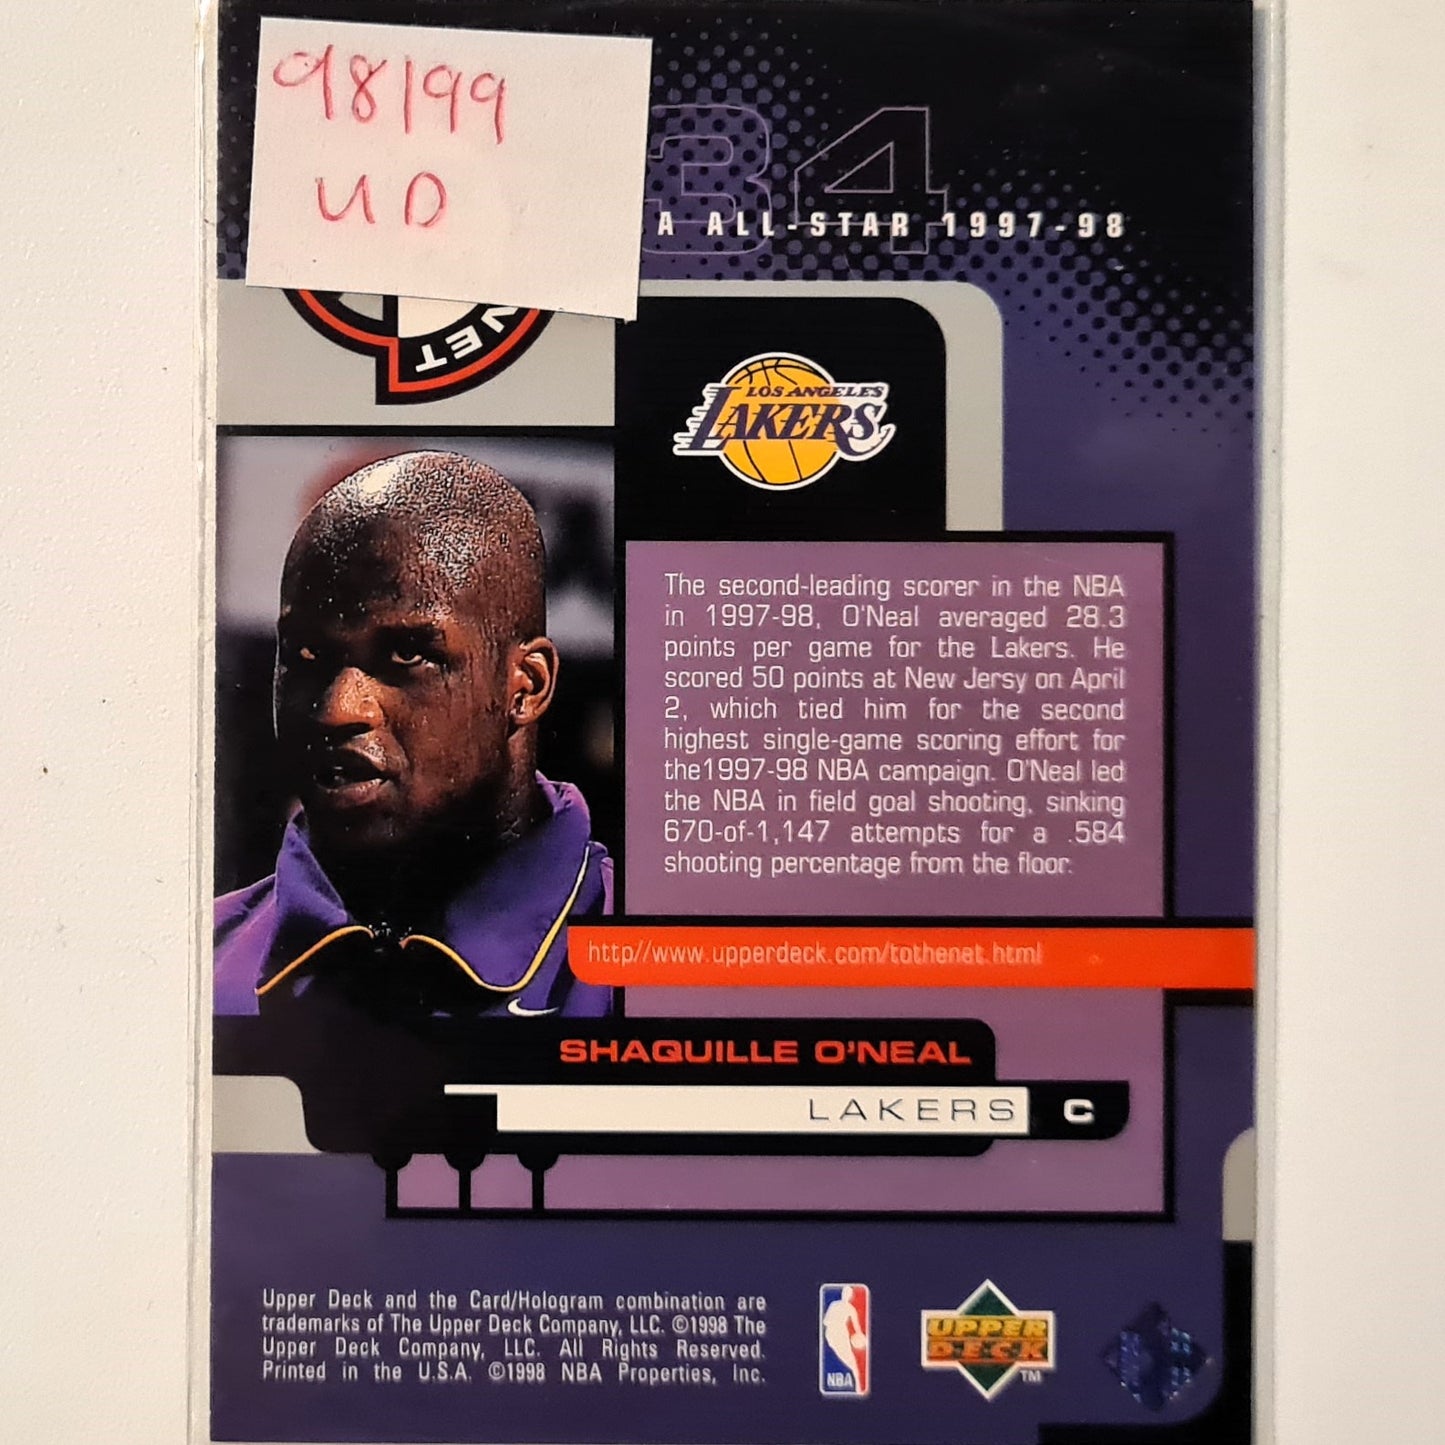 98/99
UD
34
A ALL-STAR 1997-98
NET
LOS ANGELES
LAKERS
The second-leading scorer in the NBA
in 1997-98, O'Neal averaged 28.3
points per game for the Lakers. He
scored 50 points at New Jersy on April
2, which tied him for the second
highest single-game scoring effort for
the1997-98 NBA campaign. O'Neal led
the NBA in field goal shooting, sinking
670-of-1,147 attempts for a .584
shooting percentage from the floor.
http//www.upperdeck.com/tothenet.html
SHAQUILLE O'NEAL
LAKERS C
Upper Deck and the Card/Hologram combination are
trademarks of The Upper Deck Company, LLC. ©1998 The
Upper Deck Company, LLC. All Rights Reserved.
Printed in the U.S.A. ©1998 NBA Properties, Inc.
NBA
UPPER
DECK
TM